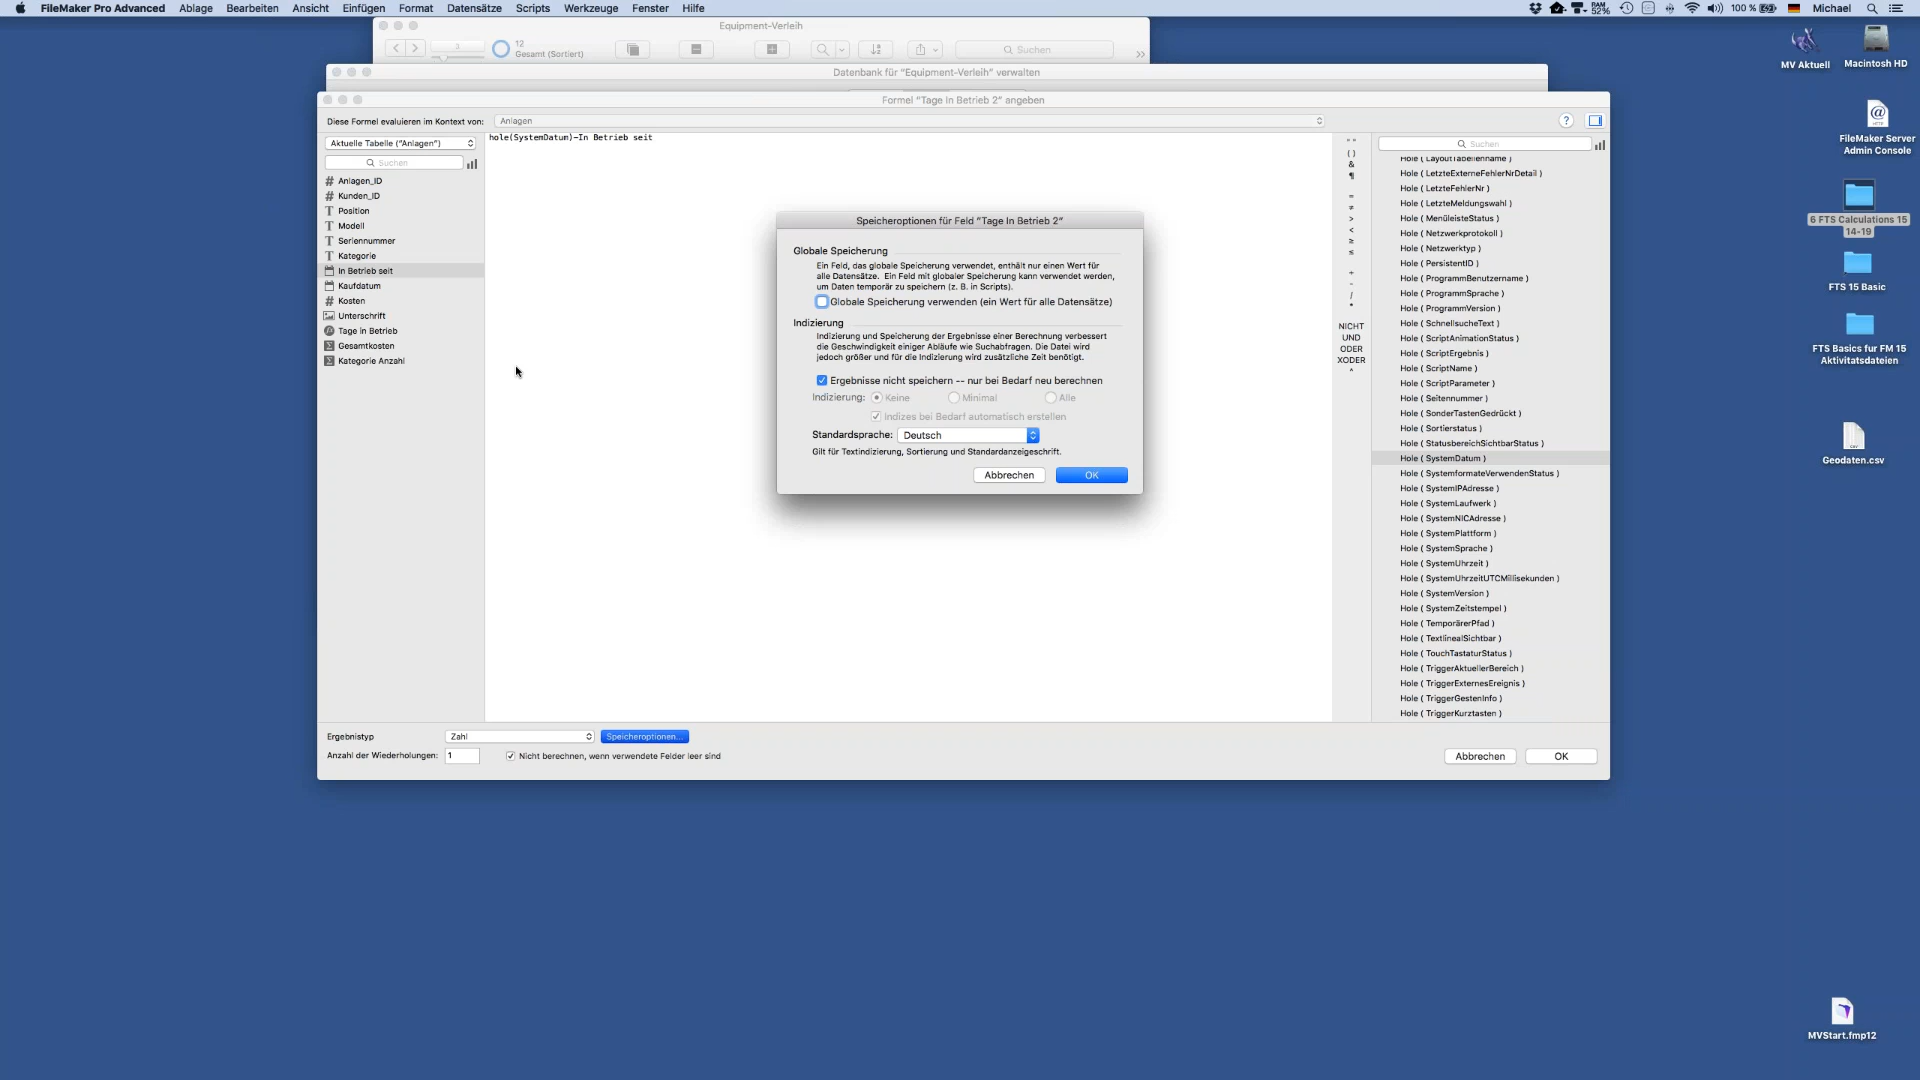 FileMaker Pro Advanced Ablage Bearbeiten Ansicht Einfügen Format Datensätze Scripts Werkzeuge Fenster Hilfe
RAM 52% 100 % Michael
Equipment-Verleih
3
12
Gesamt (Sortiert)
Suchen
Datenbank für "Equipment-Verleih" verwalten
Formel "Tage In Betrieb 2" angeben
Diese Formel evaluieren im Kontext von: Anlagen
Aktuelle Tabelle ("Anlagen")
Suchen
Anlagen_ID
Kunden_ID
Position
Modell
Seriennummer
Kategorie
In Betrieb seit
Kaufdatum
Kosten
Unterschrift
Tage in Betrieb
Gesamtkosten
Kategorie Anzahl
hole(SystemDatum)-In Betrieb seit
" "
( )
&
¶
=
≠
>
<
≥
≤
+
-
/
*
NICHT
UND
ODER
XODER
^
Suchen
Hole ( LayoutTabellenname )
Hole ( LetzteExterneFehlerNrDetail )
Hole ( LetzteFehlerNr )
Hole ( LetzteMeldungswahl )
Hole ( MenüleisteStatus )
Hole ( Netzwerkprotokoll )
Hole ( Netzwerktyp )
Hole ( PersistentID )
Hole ( ProgrammBenutzername )
Hole ( ProgrammSprache )
Hole ( ProgrammVersion )
Hole ( SchnellsucheText )
Hole ( ScriptAnimationStatus )
Hole ( ScriptErgebnis )
Hole ( ScriptName )
Hole ( ScriptParameter )
Hole ( Seitennummer )
Hole ( SonderTastenGedrückt )
Hole ( Sortierstatus )
Hole ( StatusbereichSichtbarStatus )
Hole ( SystemDatum )
Hole ( SystemformateVerwendenStatus )
Hole ( SystemIPAdresse )
Hole ( SystemLaufwerk )
Hole ( SystemNICAdresse )
Hole ( SystemPlattform )
Hole ( SystemSprache )
Hole ( SystemUhrzeit )
Hole ( SystemUhrzeitUTCMillisekunden )
Hole ( SystemVersion )
Hole ( SystemZeitstempel )
Hole ( TemporärerPfad )
Hole ( TextlinealSichtbar )
Hole ( TouchTastaturStatus )
Hole ( TriggerAktuellerBereich )
Hole ( TriggerExternesEreignis )
Hole ( TriggerGestenInfo )
Hole ( TriggerKurztasten )
Speicheroptionen für Feld "Tage In Betrieb 2"
Globale Speicherung
Ein Feld, das globale Speicherung verwendet, enthält nur einen Wert für
alle Datensätze. Ein Feld mit globaler Speicherung kann verwendet werden,
um Daten temporär zu speichern (z. B. in Scripts).
Globale Speicherung verwenden (ein Wert für alle Datensätze)
Indizierung
Indizierung und Speicherung der Ergebnisse einer Berechnung verbessert
die Geschwindigkeit einiger Abläufe wie Suchabfragen. Die Datei wird
jedoch größer und für die Indizierung wird zusätzliche Zeit benötigt.
Ergebnisse nicht speichern -- nur bei Bedarf neu berechnen
Indizierung: Keine Minimal Alle
Indizes bei Bedarf automatisch erstellen
Standardsprache: Deutsch
Gilt für Textindizierung, Sortierung und Standardanzeigeschrift.
Abbrechen OK
Ergebnistyp Zahl Speicheroptionen...
Anzahl der Wiederholungen: 1 Nicht berechnen, wenn verwendete Felder leer sind
Abbrechen OK
MV Aktuell
Macintosh HD
FileMaker Server
Admin Console
6 FTS Calculations 15
14-19
FTS 15 Basic
FTS Basics fur FM 15
Aktivitatsdateien
Geodaten.csv
MVStart.fmp12